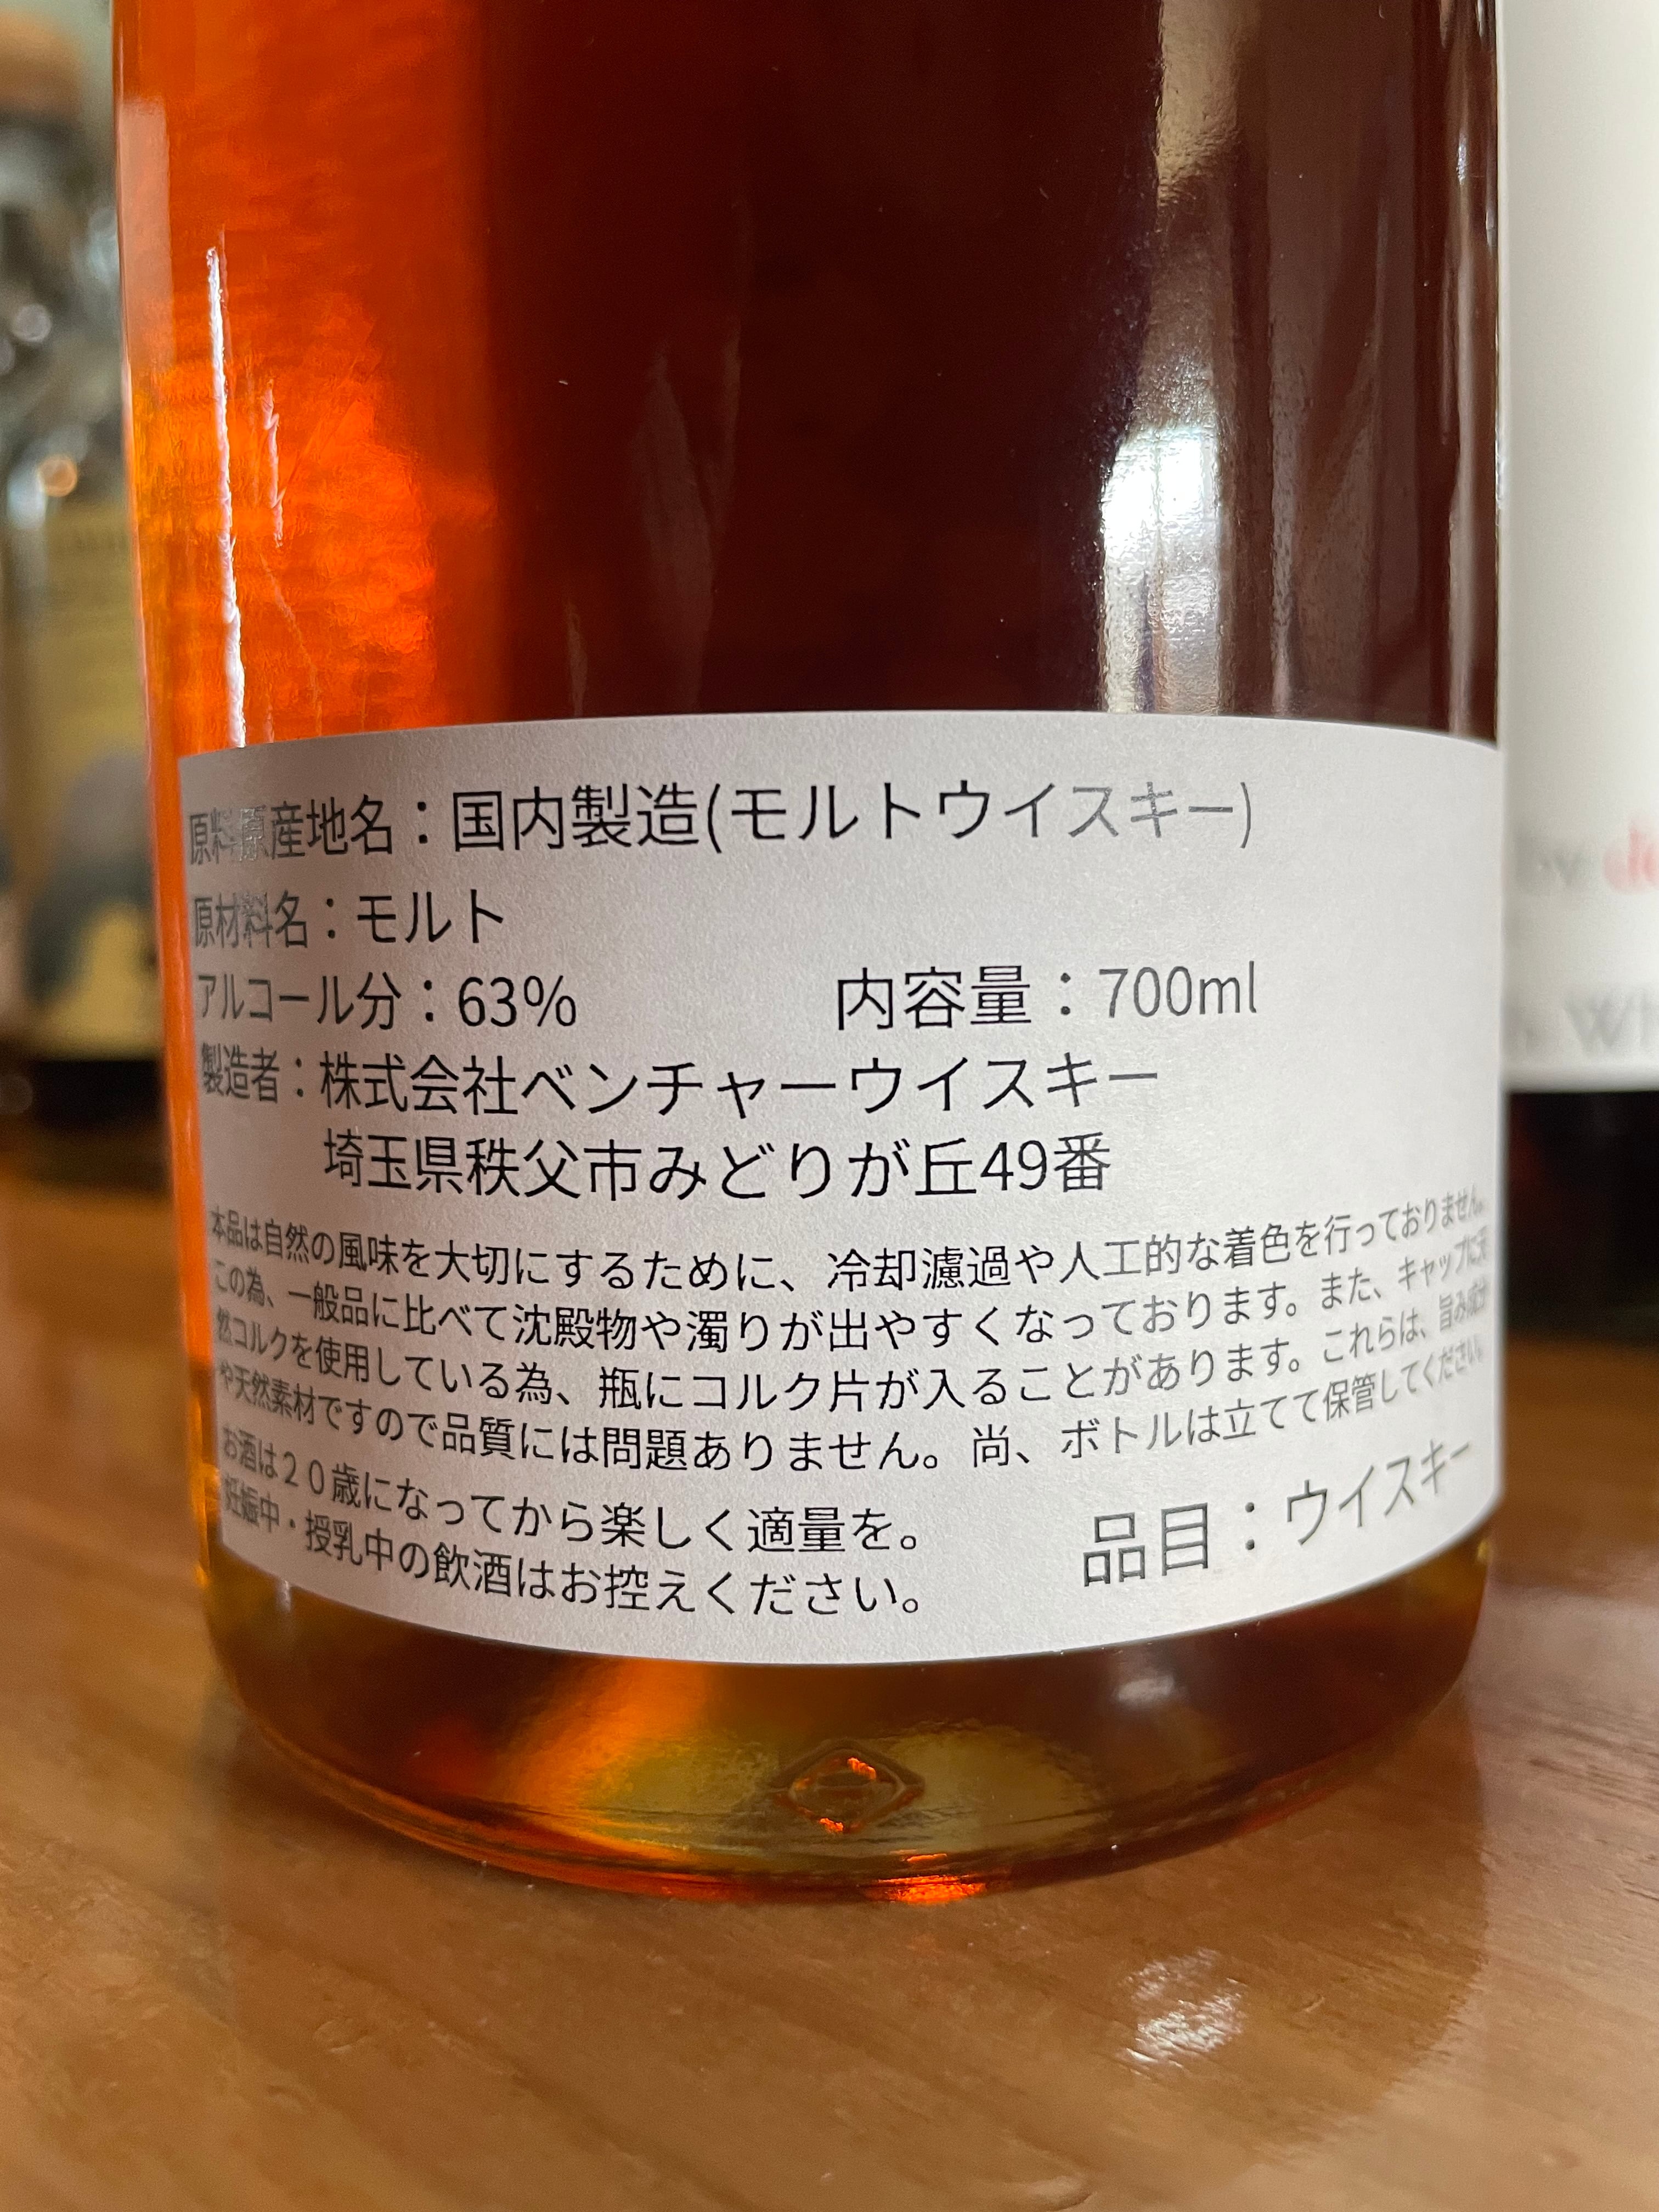 原料原産地名：国内製造(モルトウイスキー)
原材料名：モルト
アルコール分：63%　内容量：700ml
製造者：株式会社ベンチャーウイスキー
埼玉県秩父市みどりが丘49番
本品は自然の風味を大切にするために、冷却濾過や人工的な着色を行っておりません。
この為、一般品に比べて沈殿物や濁りが出やすくなっております。また、キャップに天
然コルクを使用している為、瓶にコルク片が入ることがあります。これらは、旨み成分
や天然素材ですので品質には問題ありません。尚、ボトルは立てて保管してください。
お酒は２０歳になってから楽しく適量を。
妊娠中・授乳中の飲酒はお控えください。
品目：ウイスキー